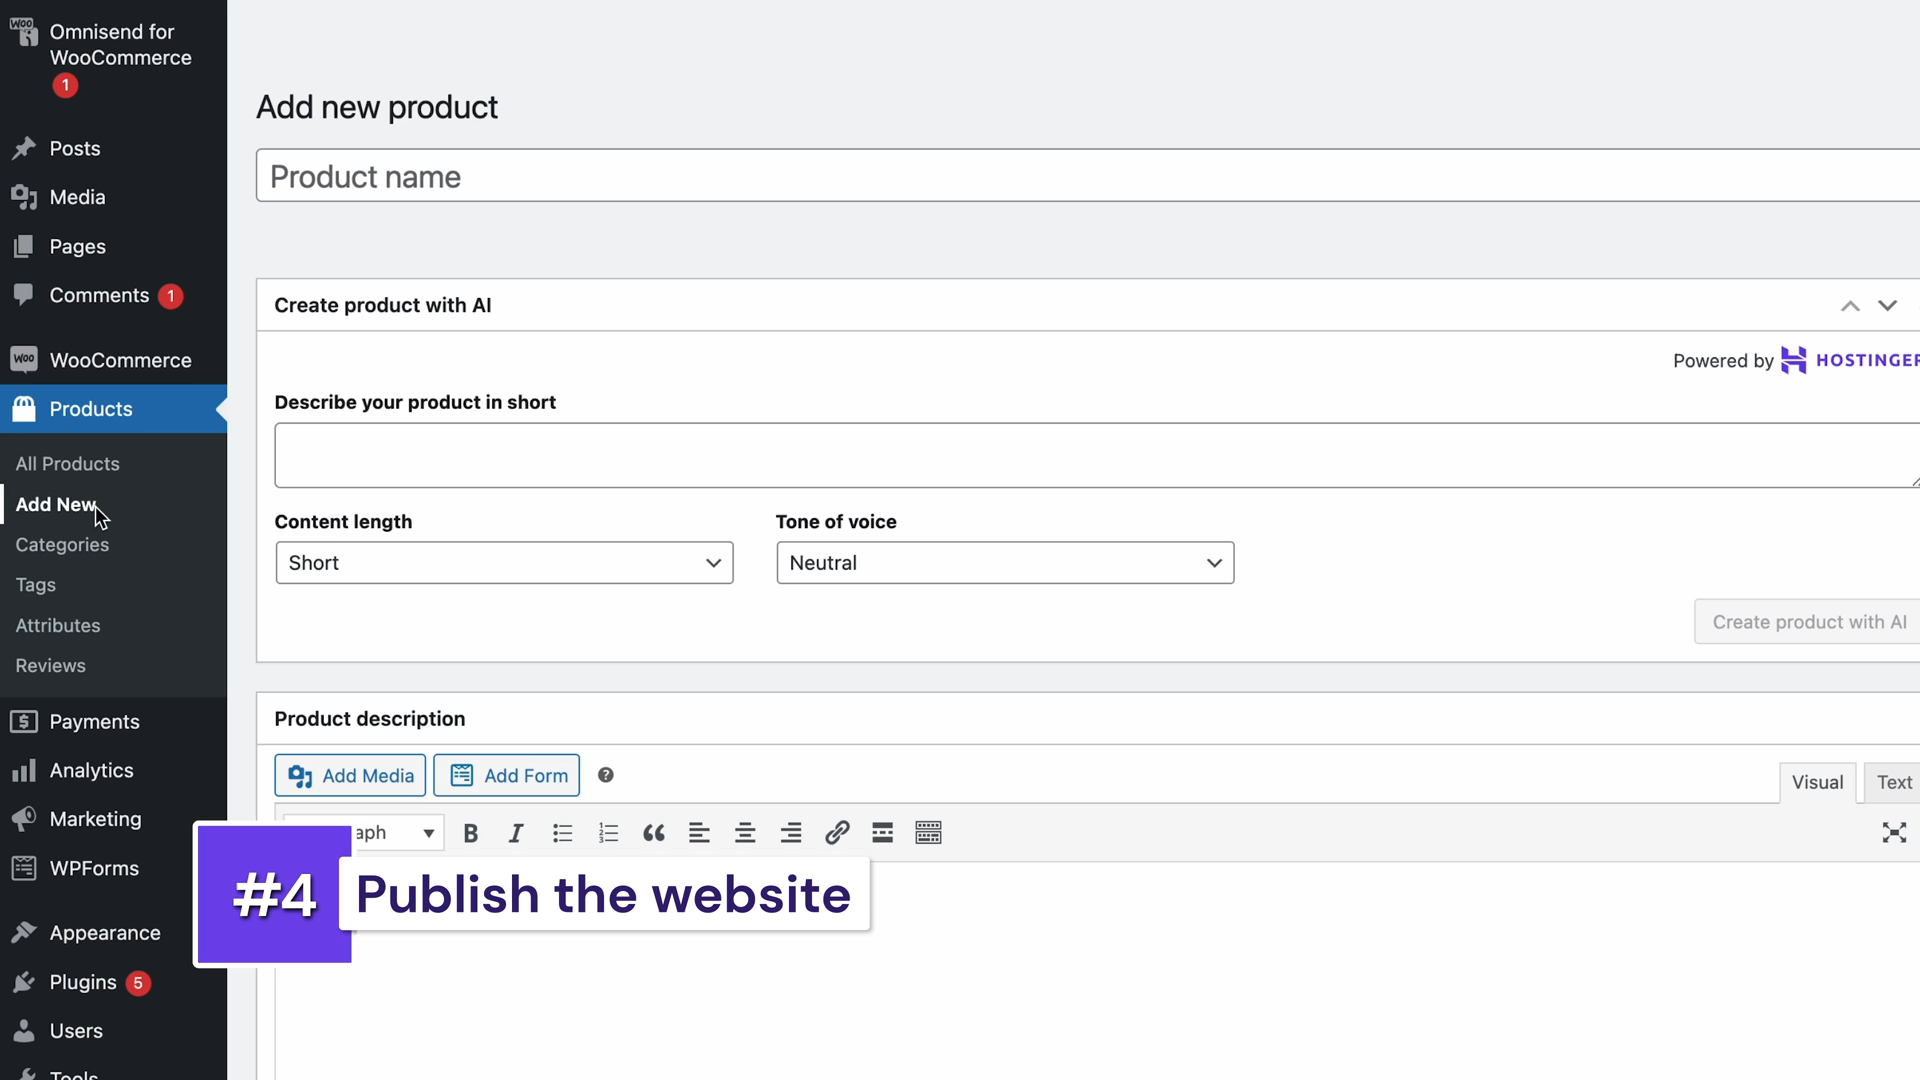 Omnisend for
WooCommerce
1
Posts
Media
Pages
Comments 1
WooCommerce
Products
All Products
Add New
Categories
Tags
Attributes
Reviews
Payments
Analytics
Marketing
WPForms
Appearance
Plugins 5
Users
Tools
Add new product
Product name
Create product with AI
Powered by HOSTINGER
Describe your product in short
Content length
Short
Tone of voice
Neutral
Create product with AI
Product description
Add Media
Add Form
Visual
Text
aph
#4
Publish the website